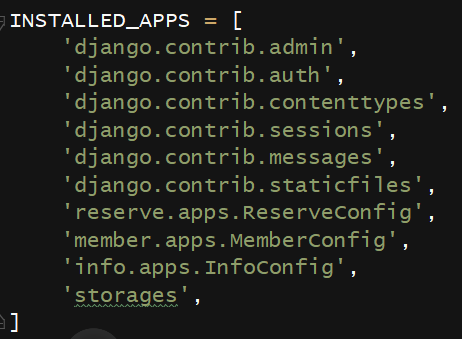 INSTALLED_APPS = [
'django.contrib.admin',
'django.contrib.auth',
'django.contrib.contenttypes',
'django.contrib.sessions',
'django.contrib.messages',
'django.contrib.staticfiles',
'reserve.apps.ReserveConfig',
'member.apps.MemberConfig',
'info.apps.InfoConfig',
'storages',
]